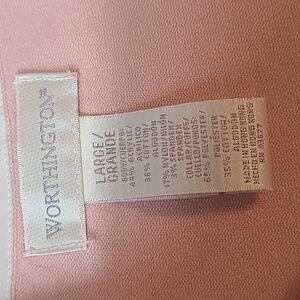 WORTHINGTON®
LARGE/
GRANDE
BODY/CUERPO:
44% ACRYLIC/
ACRILICO
36% COTTON/
ALGODON
17% NYLON/NILON
3% SPANDEX/
SPANDEX
COLLAR/CUFFS/
65% POLYESTER/
POLIESTER
35% COTTON/
ALGODON
MADE IN HONG KONG
HECHO EN HONG KONG